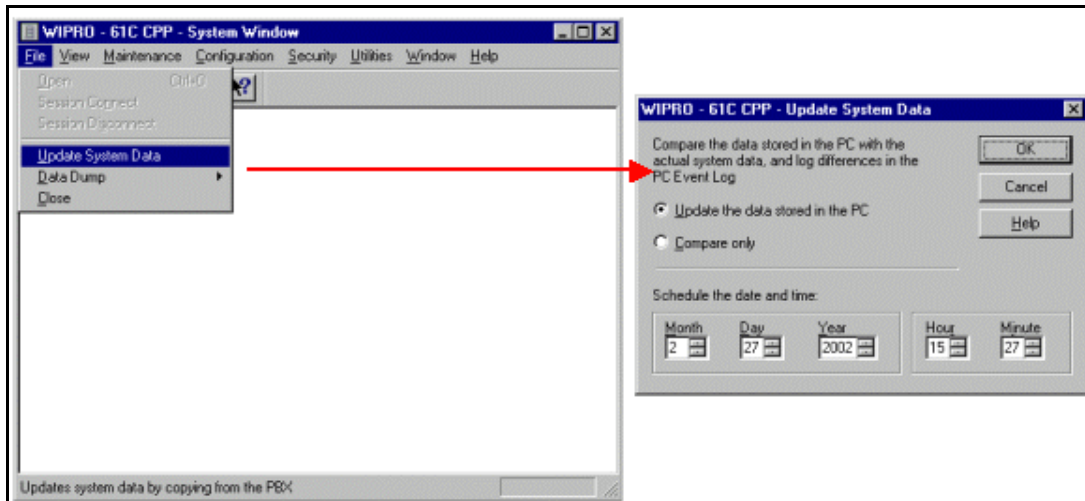 WIPRO - 61C CPP - System Window
File View Maintenance Configuration Security Utilities Window Help
Open Ctrl+O
Session Connect
Session Disconnect
Update System Data
Data Dump
Close
Updates system data by copying from the PBX
WIPRO - 61C CPP - Update System Data
Compare the data stored in the PC with the
actual system data, and log differences in the
PC Event Log
OK
Cancel
Help
Update the data stored in the PC
Compare only
Schedule the date and time:
Month Day Year Hour Minute
2 27 2002 15 27